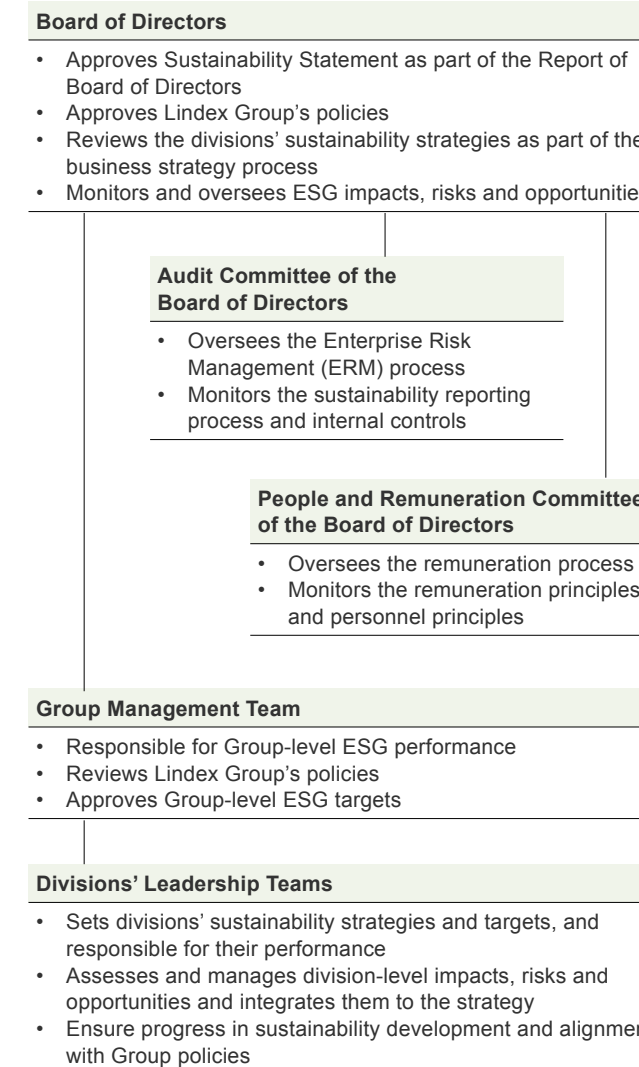 Board of Directors
• Approves Sustainability Statement as part of the Report of
Board of Directors
• Approves Lindex Group’s policies
• Reviews the divisions’ sustainability strategies as part of the
business strategy process
• Monitors and oversees ESG impacts, risks and opportunitie
Audit Committee of the
Board of Directors
• Oversees the Enterprise Risk
Management (ERM) process
• Monitors the sustainability reporting
process and internal controls
People and Remuneration Committee
of the Board of Directors
• Oversees the remuneration process
• Monitors the remuneration principles
and personnel principles
Group Management Team
• Responsible for Group-level ESG performance
• Reviews Lindex Group’s policies
• Approves Group-level ESG targets
Divisions’ Leadership Teams
• Sets divisions’ sustainability strategies and targets, and
responsible for their performance
• Assesses and manages division-level impacts, risks and
opportunities and integrates them to the strategy
• Ensure progress in sustainability development and alignmen
with Group policies